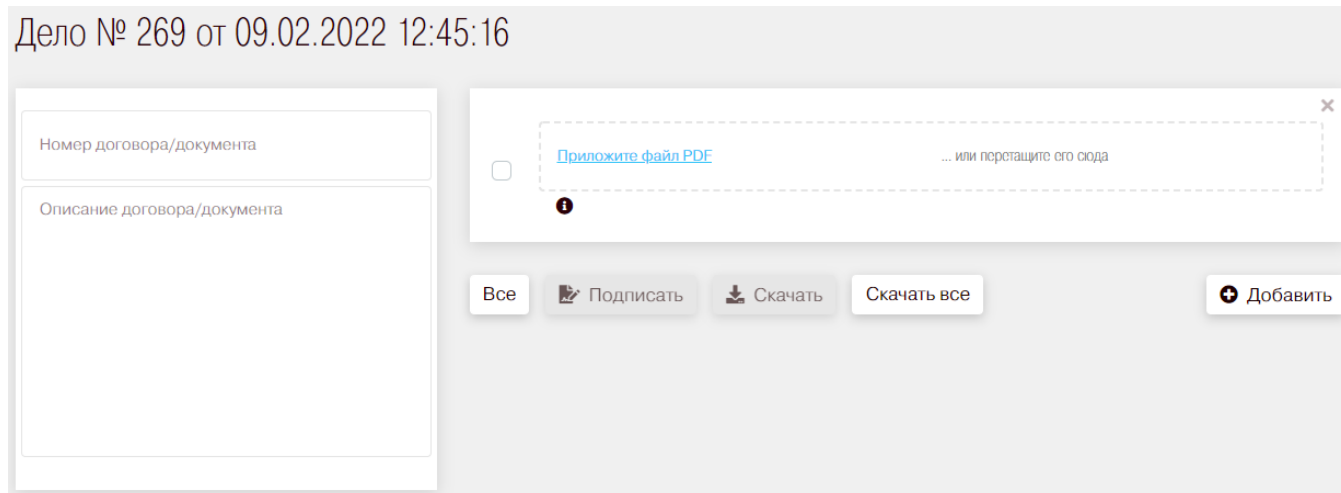 Дело № 269 от 09.02.2022 12:45:16
Номер договора/документа
Описание договора/документа
Приложите файл PDF
... или перетащите его сюда
Все
Подписать
Скачать
Скачать все
Добавить